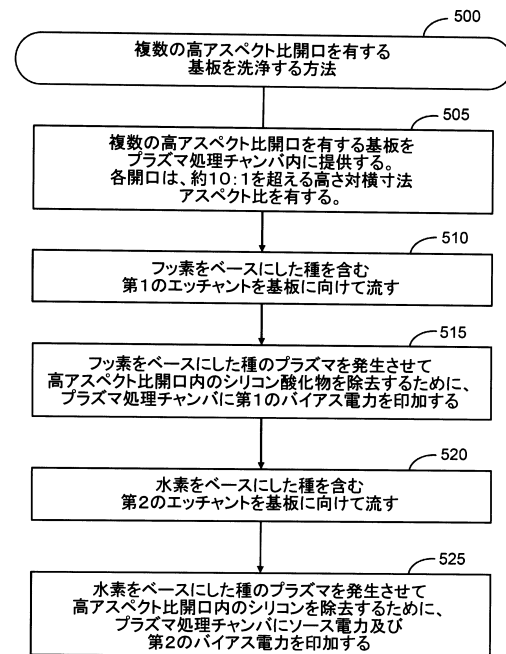 500
複数の高アスペクト比開口を有する
基板を洗浄する方法
505
複数の高アスペクト比開口を有する基板を
プラズマ処理チャンバ内に提供する。
各開口は、約10:1を超える高さ対横寸法
アスペクト比を有する。
510
フッ素をベースにした種を含む
第1のエッチャントを基板に向けて流す
515
フッ素をベースにした種のプラズマを発生させて
高アスペクト比開口内のシリコン酸化物を除去するために、
プラズマ処理チャンバに第1のバイアス電力を印加する
520
水素をベースにした種を含む
第2のエッチャントを基板に向けて流す
525
水素をベースにした種のプラズマを発生させて
高アスペクト比開口内のシリコンを除去するために、
プラズマ処理チャンバにソース電力及び
第2のバイアス電力を印加する